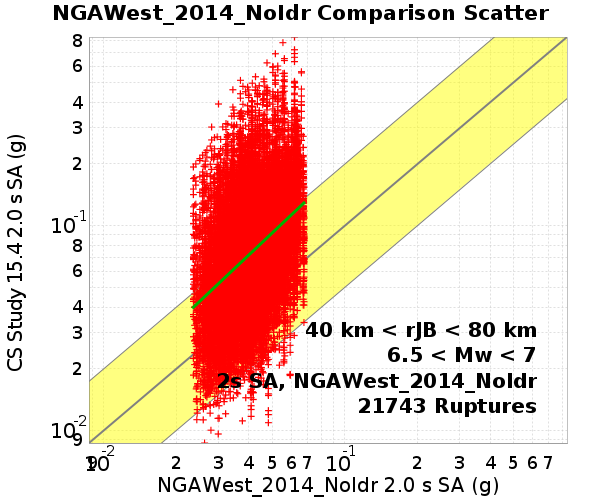 NGAWest_2014_NoIdr Comparison Scatter
CS Study 15.4 2.0 s SA (g)
8
6
4
3
2
10-1
8
6
4
3
2
10-2
9
40 km < rJB < 80 km
6.5 < Mw < 7
2s SA, NGAWest_2014_NoIdr
21743 Ruptures
9 10-2 2 3 4 5 6 7 10-1 2 3 4 5 6 7
NGAWest_2014_NoIdr 2.0 s SA (g)